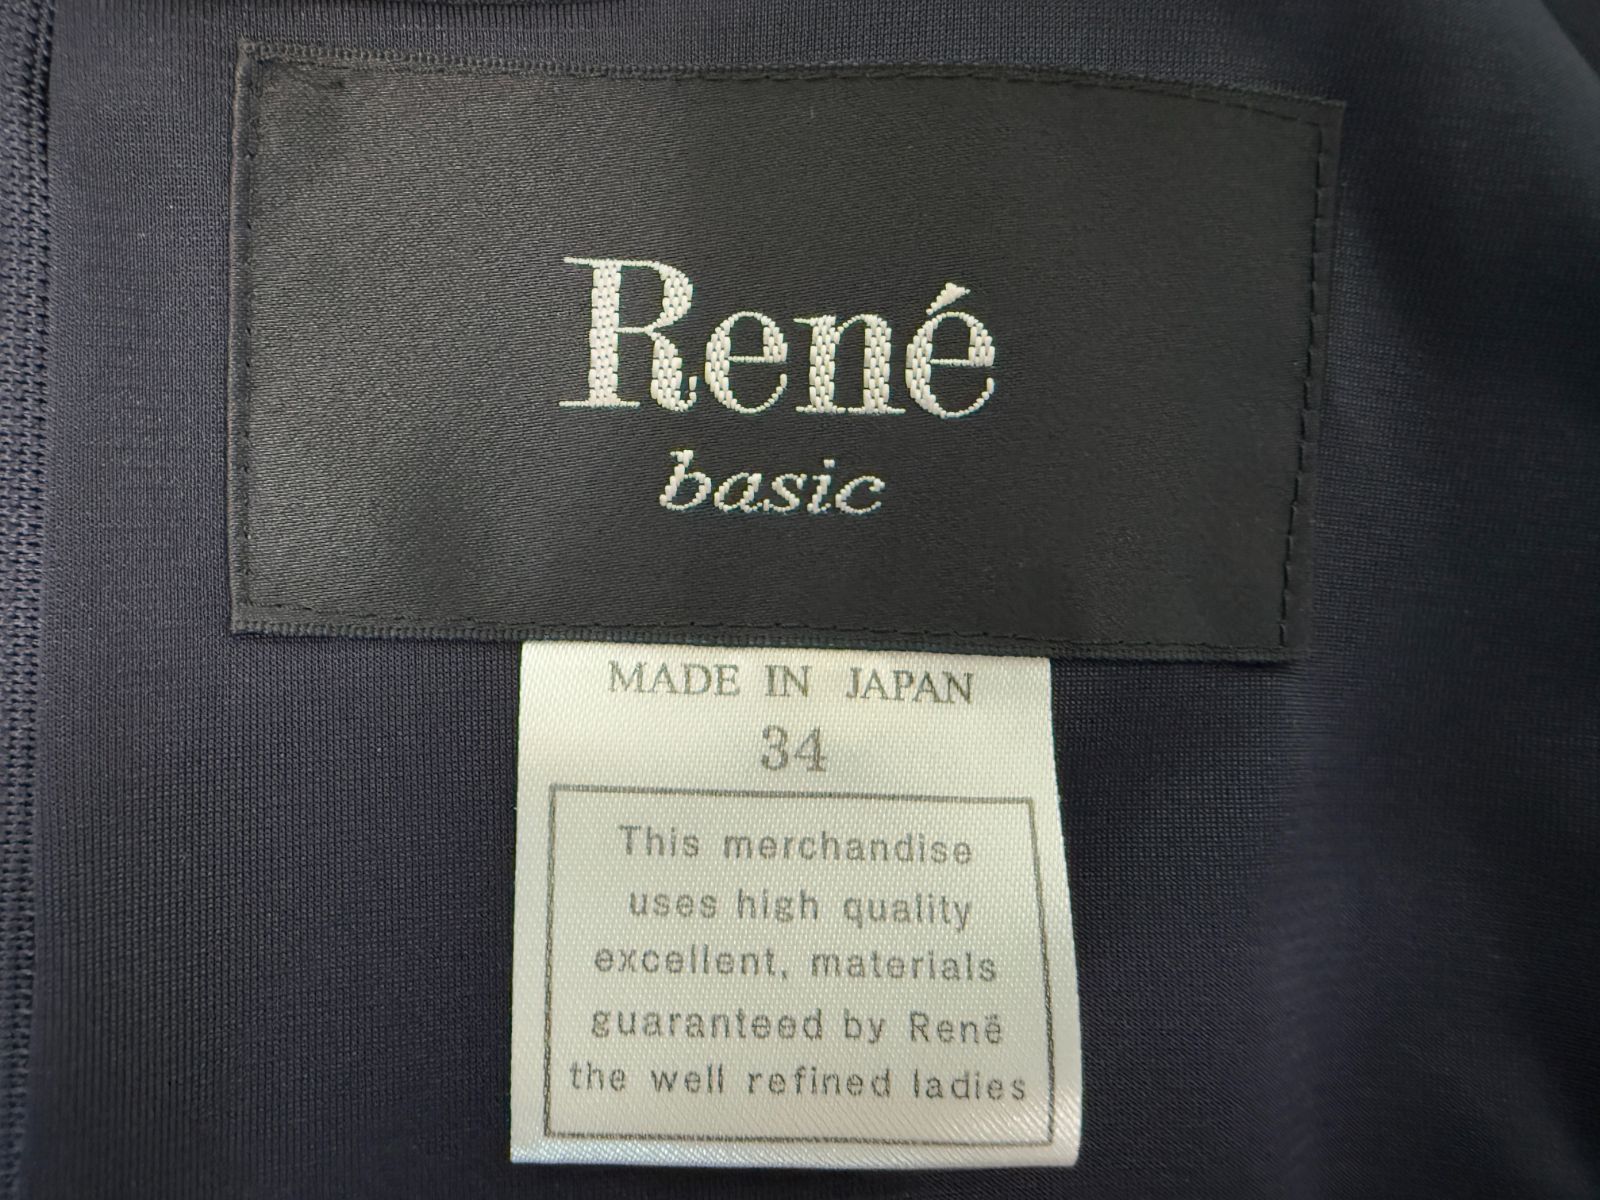 René
basic
MADE IN JAPAN
34
This merchandise
uses high quality
excellent, materials
guaranteed by René
the well refined ladies